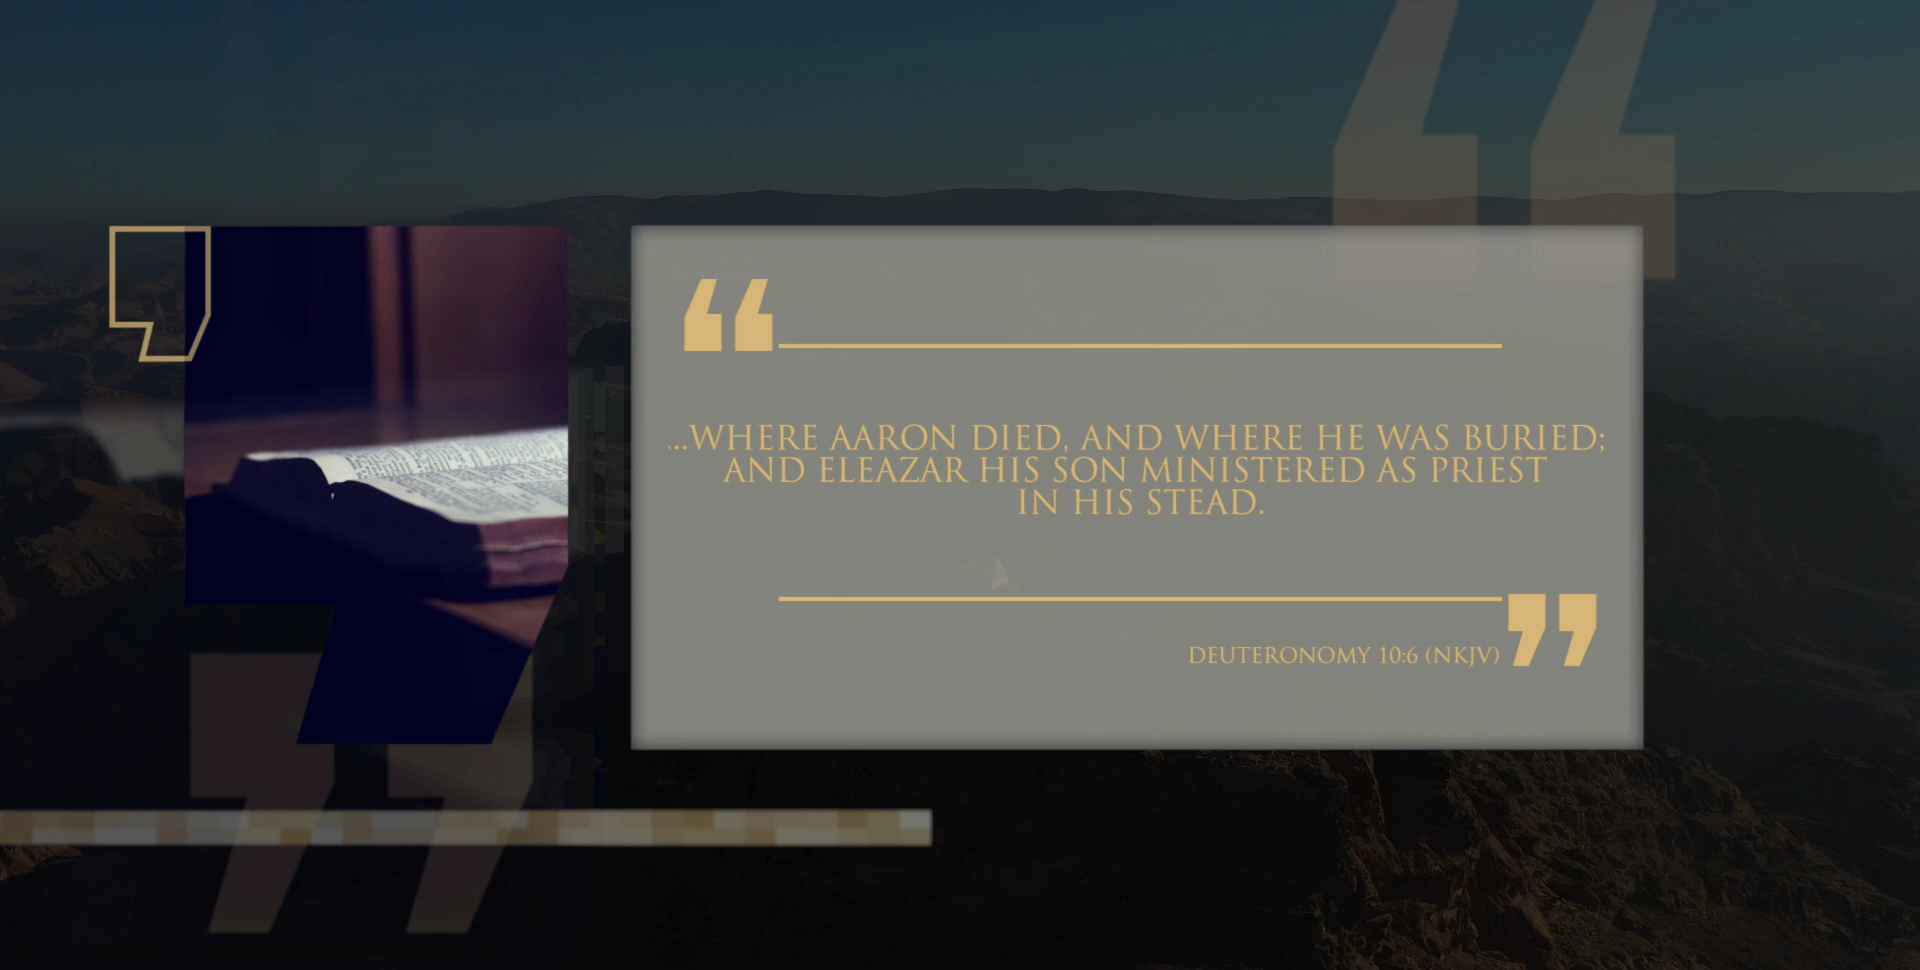 ...WHERE AARON DIED, AND WHERE HE WAS BURIED;
AND ELEAZAR HIS SON MINISTERED AS PRIEST
IN HIS STEAD.
DEUTERONOMY 10:6 (NKJV)